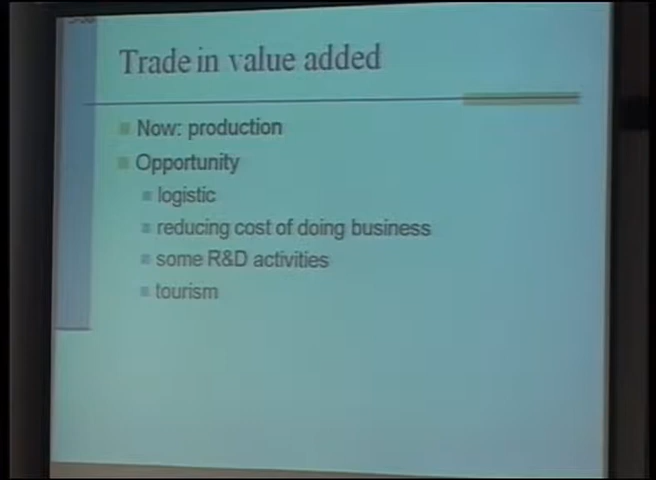 Trade in value added
Now: production
Opportunity
logistic
reducing cost of doing business
some R&D activities
tourism